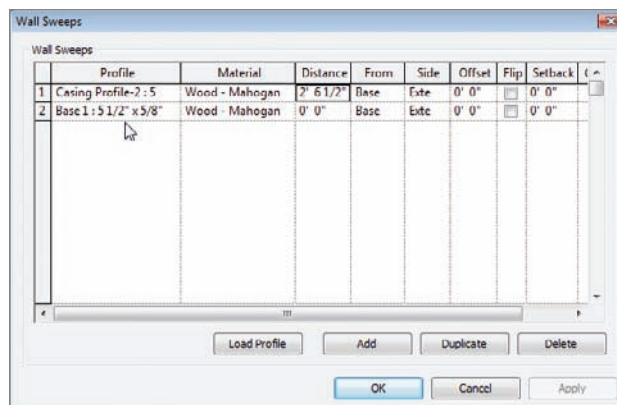 Wall Sweeps
Wall Sweeps
Profile Material Distance From Side Offset Flip Setback
1 Casing Profile-2 : 5 Wood - Mahogan 2' 6 1/2" Base Exte 0' 0" 0' 0"
2 Base 1 : 5 1/2" x 5/8" Wood - Mahogan 0' 0" Base Exte 0' 0" 0' 0"
Load Profile Add Duplicate Delete
OK Cancel Apply